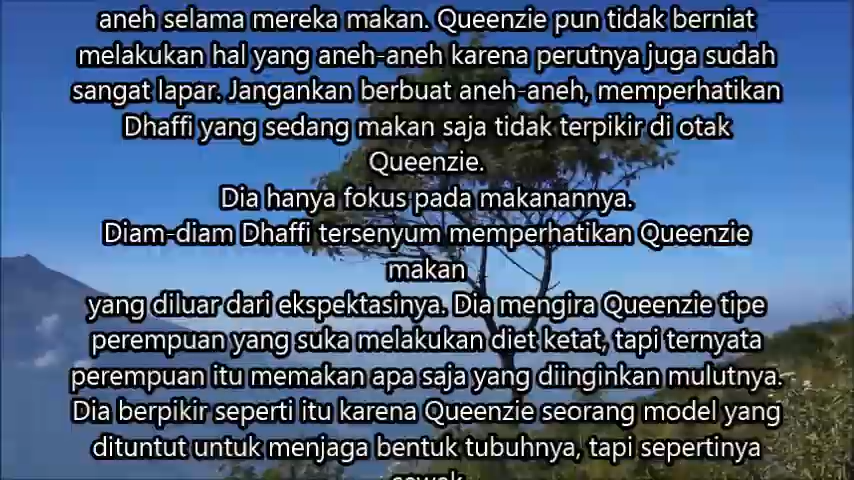 aneh selama mereka makan. Queenzie pun tidak berniat
melakukan hal yang aneh-aneh karena perutnya juga sudah
sangat lapar. Jangankan berbuat aneh-aneh, memperhatikan
Dhaffi yang sedang makan saja tidak terpikir di otak
Queenzie.
Dia hanya fokus pada makanannya.
Diam-diam Dhaffi tersenyum memperhatikan Queenzie
makan
yang diluar dari ekspektasinya. Dia mengira Queenzie tipe
perempuan yang suka melakukan diet ketat, tapi ternyata
perempuan itu memakan apa saja yang diinginkan mulutnya.
Dia berpikir seperti itu karena Queenzie seorang model yang
dituntut untuk menjaga bentuk tubuhnya, tapi sepertinya